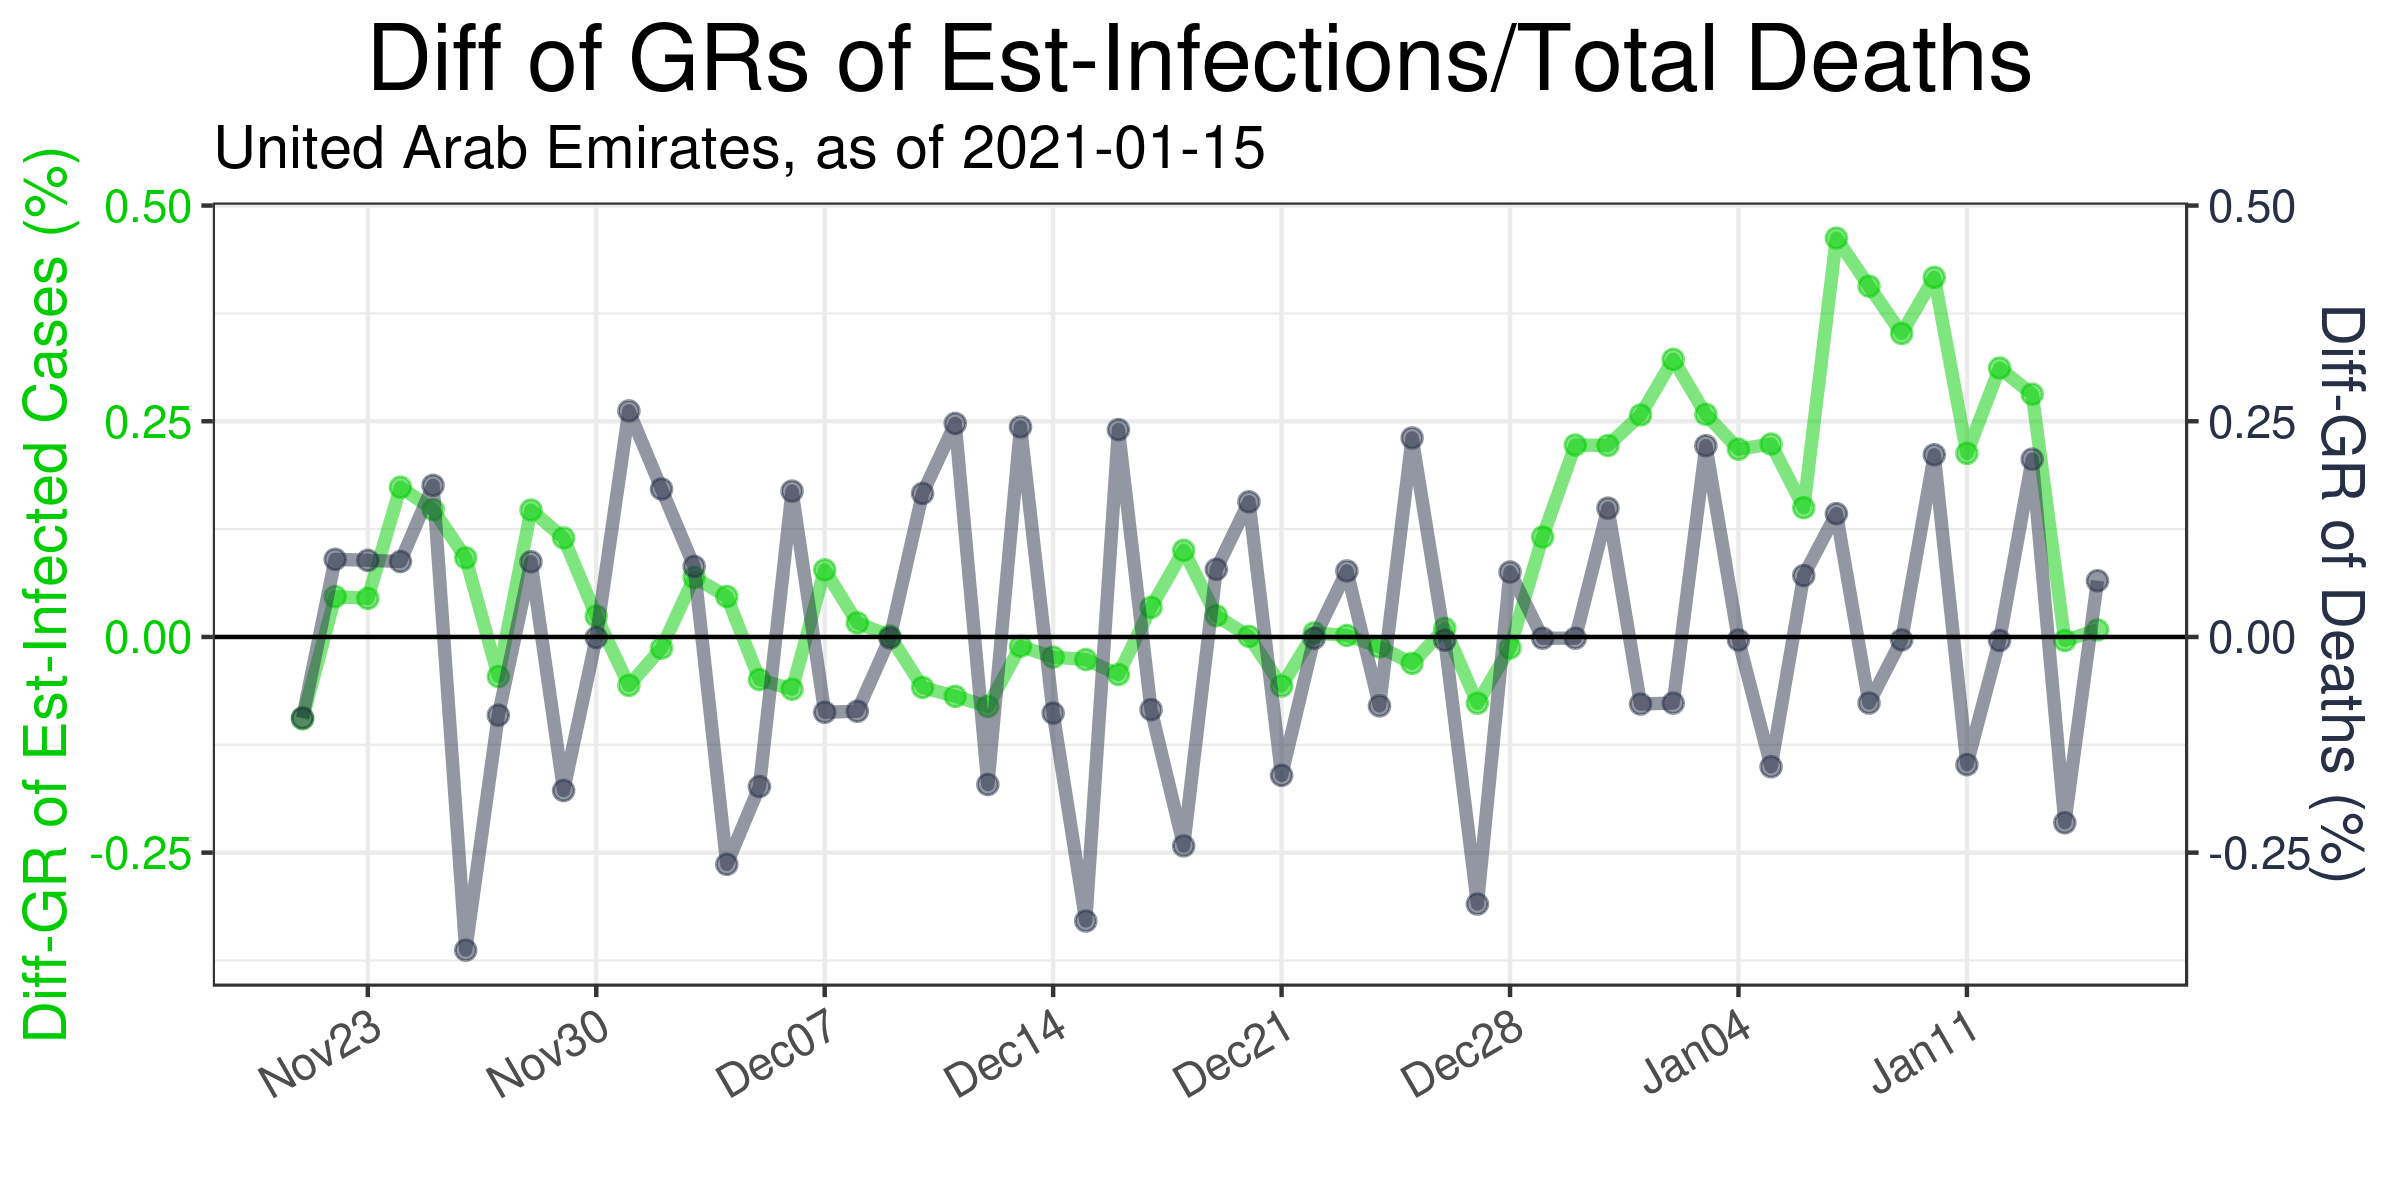 Diff of GRs of Est-Infections/Total Deaths
United Arab Emirates, as of 2021-01-15
Diff-GR of Est-Infected Cases (%)
0.50
0.25
0.00
-0.25
0.50
0.25
0.00
-0.25
Diff-GR of Deaths (%)
Nov23
Nov30
Dec07
Dec14
Dec21
Dec28
Jan04
Jan11